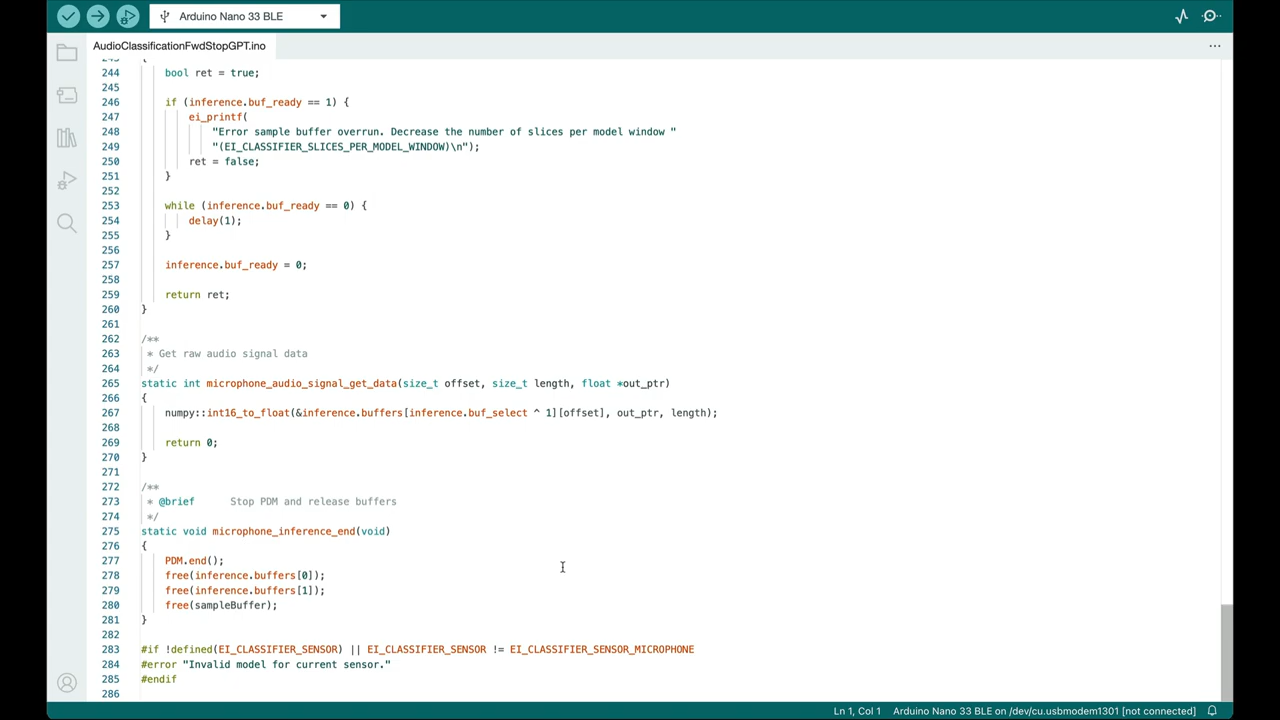 Arduino Nano 33 BLE
AudioClassificationFwdStopGPT.ino
243 {
244 bool ret = true;
245
246 if (inference.buf_ready == 1) {
247 ei_printf(
248 "Error sample buffer overrun. Decrease the number of slices per model window "
249 "(EI_CLASSIFIER_SLICES_PER_MODEL_WINDOW)\n");
250 ret = false;
251 }
252
253 while (inference.buf_ready == 0) {
254 delay(1);
255 }
256
257 inference.buf_ready = 0;
258
259 return ret;
260 }
261
262 /**
263 * Get raw audio signal data
264 */
265 static int microphone_audio_signal_get_data(size_t offset, size_t length, float *out_ptr)
266 {
267 numpy::int16_to_float(&inference.buffers[inference.buf_select ^ 1][offset], out_ptr, length);
268
269 return 0;
270 }
271
272 /**
273 * @brief Stop PDM and release buffers
274 */
275 static void microphone_inference_end(void)
276 {
277 PDM.end();
278 free(inference.buffers[0]);
279 free(inference.buffers[1]);
280 free(sampleBuffer);
281 }
282
283 #if !defined(EI_CLASSIFIER_SENSOR) || EI_CLASSIFIER_SENSOR != EI_CLASSIFIER_SENSOR_MICROPHONE
284 #error "Invalid model for current sensor."
285 #endif
286
Ln 1, Col 1 Arduino Nano 33 BLE on /dev/cu.usbmodem1301 [not connected]